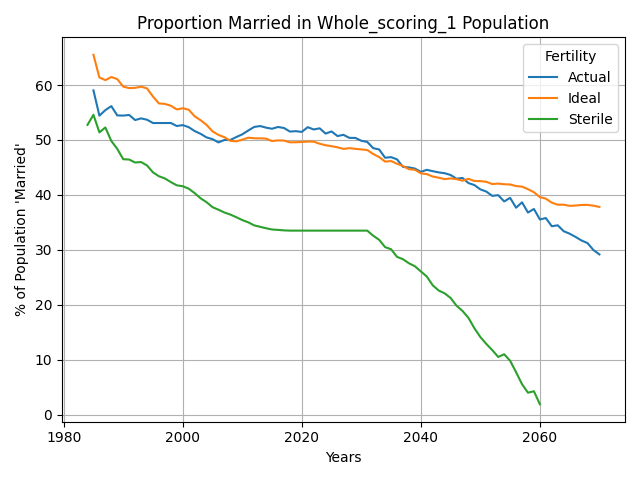 Proportion Married in Whole_scoring_1 Population
% of Population 'Married'
60
50
40
30
20
10
0
Fertility
Actual
Ideal
Sterile
1980
2000
2020
2040
2060
Years